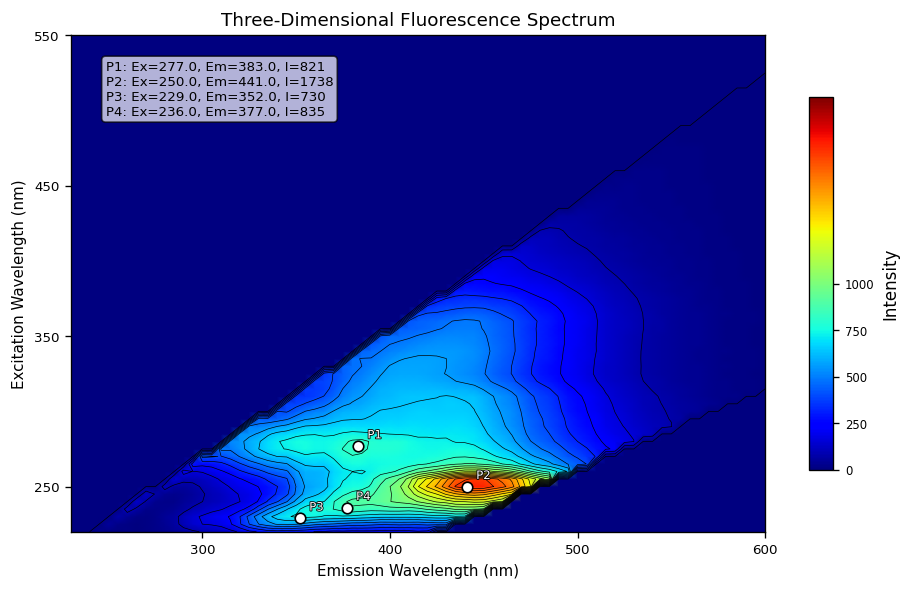 Three-Dimensional Fluorescence Spectrum
550
P1: Ex=277.0, Em=383.0, I=821
P2: Ex=250.0, Em=441.0, I=1738
P3: Ex=229.0, Em=352.0, I=730
P4: Ex=236.0, Em=377.0, I=835
450
350
250
Excitation Wavelength (nm)
P1
P2
P4
P3
300 400 500 600
Emission Wavelength (nm)
1000
750
500
250
0
Intensity